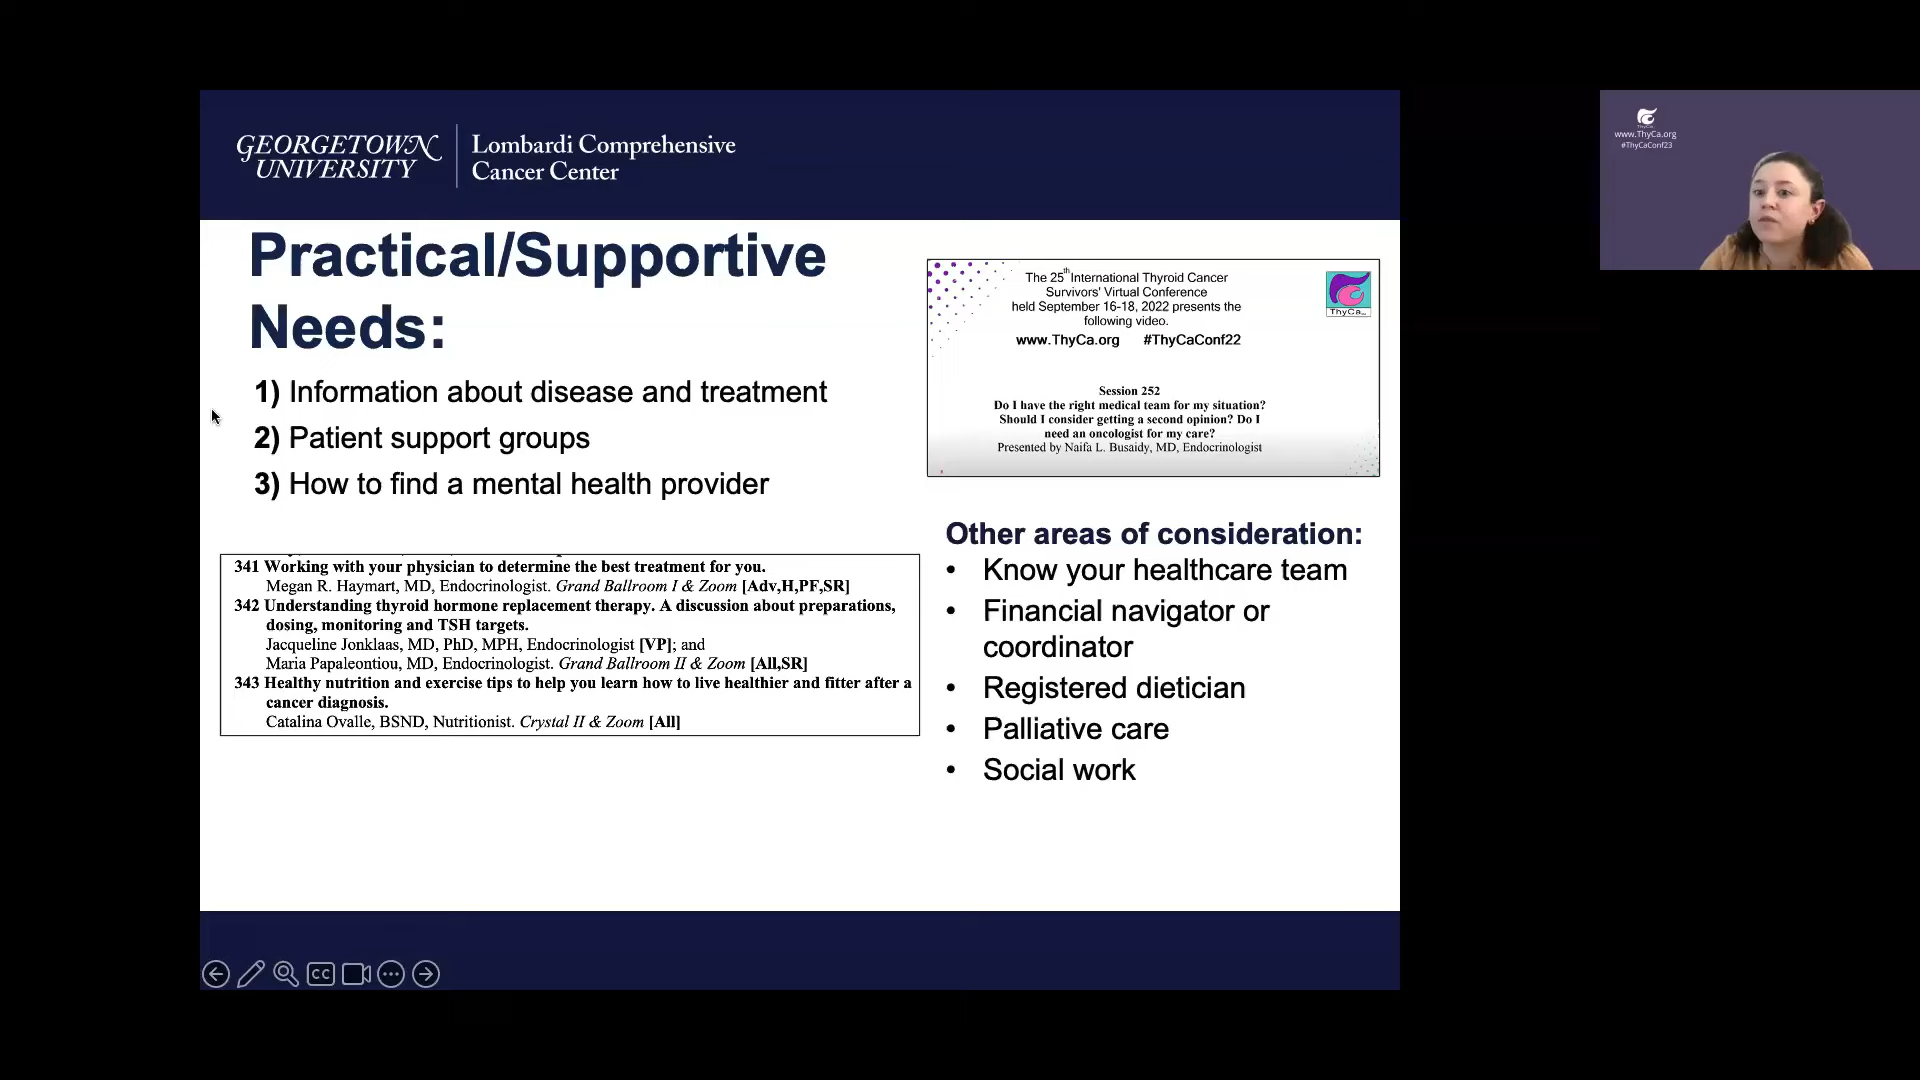 GEORGETOWN
UNIVERSITY
Lombardi Comprehensive
Cancer Center
Practical/Supportive
Needs:
1) Information about disease and treatment
2) Patient support groups
3) How to find a mental health provider
341 Working with your physician to determine the best treatment for you.
Megan R. Haymart, MD, Endocrinologist. Grand Ballroom I & Zoom [Adv,H,PF,SR]
342 Understanding thyroid hormone replacement therapy. A discussion about preparations,
dosing, monitoring and TSH targets.
Jacqueline Jonklaas, MD, PhD, MPH, Endocrinologist [VP]; and
Maria Papaleontiou, MD, Endocrinologist. Grand Ballroom II & Zoom [All,SR]
343 Healthy nutrition and exercise tips to help you learn how to live healthier and fitter after a
cancer diagnosis.
Catalina Ovalle, BSND, Nutritionist. Crystal II & Zoom [All]
The 25th International Thyroid Cancer
Survivors' Virtual Conference
held September 16-18, 2022 presents the
following video.
www.ThyCa.org #ThyCaConf22
ThyCa
Session 252
Do I have the right medical team for my situation?
Should I consider getting a second opinion? Do I
need an oncologist for my care?
Presented by Naifa L. Busaidy, MD, Endocrinologist
Other areas of consideration:
• Know your healthcare team
• Financial navigator or
coordinator
• Registered dietician
• Palliative care
• Social work
CC
www.ThyCa.org
#ThyCaConf23